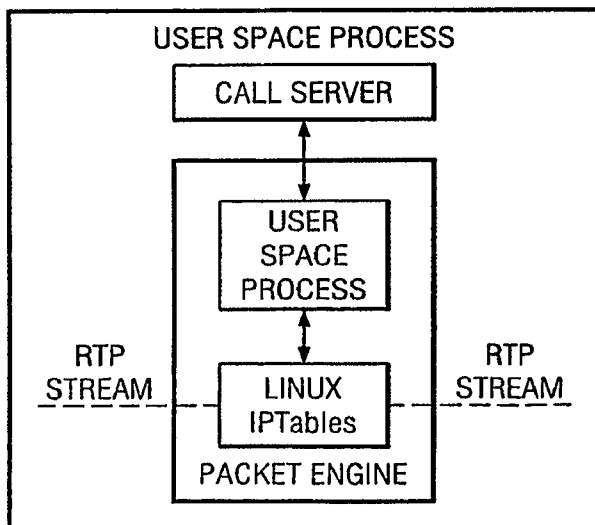 USER SPACE PROCESS
CALL SERVER
USER
SPACE
PROCESS
RTP
STREAM
LINUX
IPTables
RTP
STREAM
PACKET ENGINE